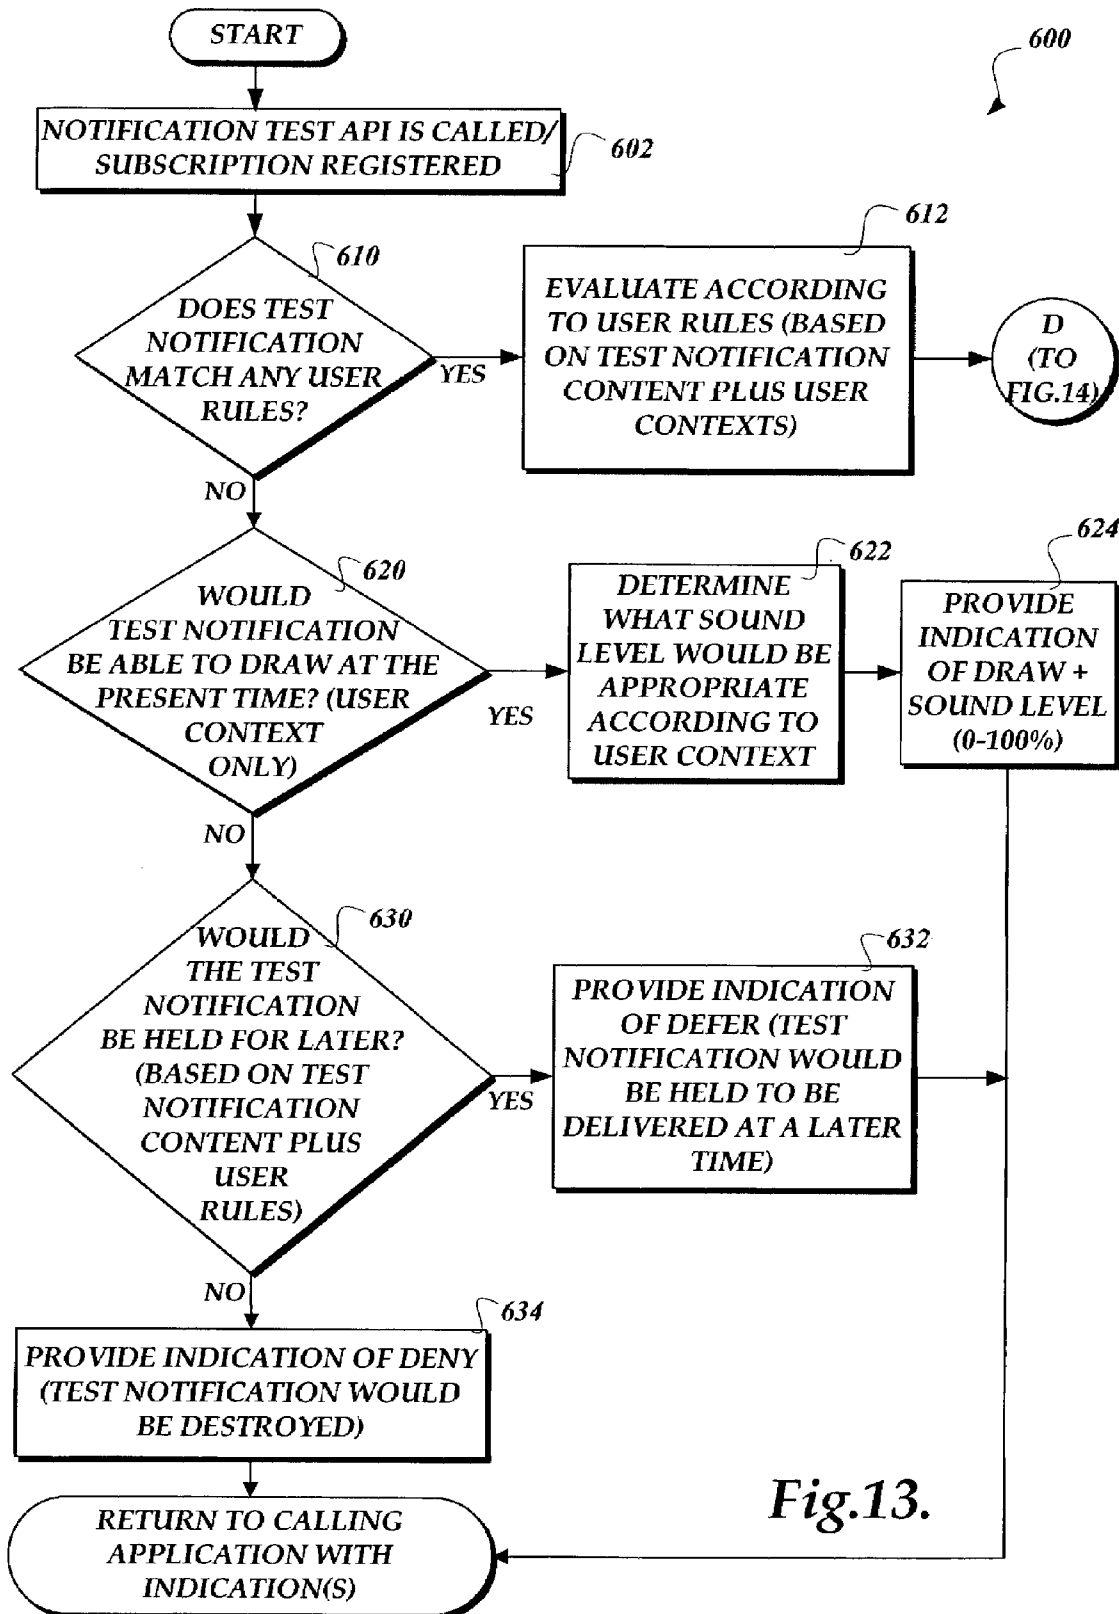 START
600
NOTIFICATION TEST API IS CALLED/
SUBSCRIPTION REGISTERED
602
610
DOES TEST
NOTIFICATION
MATCH ANY USER
RULES?
YES
NO
612
EVALUATE ACCORDING
TO USER RULES (BASED
ON TEST NOTIFICATION
CONTENT PLUS USER
CONTEXTS)
D
(TO
FIG.14)
620
WOULD
TEST NOTIFICATION
BE ABLE TO DRAW AT THE
PRESENT TIME? (USER
CONTEXT
ONLY)
YES
NO
622
DETERMINE
WHAT SOUND
LEVEL WOULD BE
APPROPRIATE
ACCORDING TO
USER CONTEXT
624
PROVIDE
INDICATION
OF DRAW +
SOUND LEVEL
(0-100%)
630
WOULD
THE TEST
NOTIFICATION
BE HELD FOR LATER?
(BASED ON TEST
NOTIFICATION
CONTENT PLUS
USER
RULES)
YES
NO
632
PROVIDE INDICATION
OF DEFER (TEST
NOTIFICATION WOULD
BE HELD TO BE
DELIVERED AT A LATER
TIME)
634
PROVIDE INDICATION OF DENY
(TEST NOTIFICATION WOULD
BE DESTROYED)
RETURN TO CALLING
APPLICATION WITH
INDICATION(S)
Fig.13.